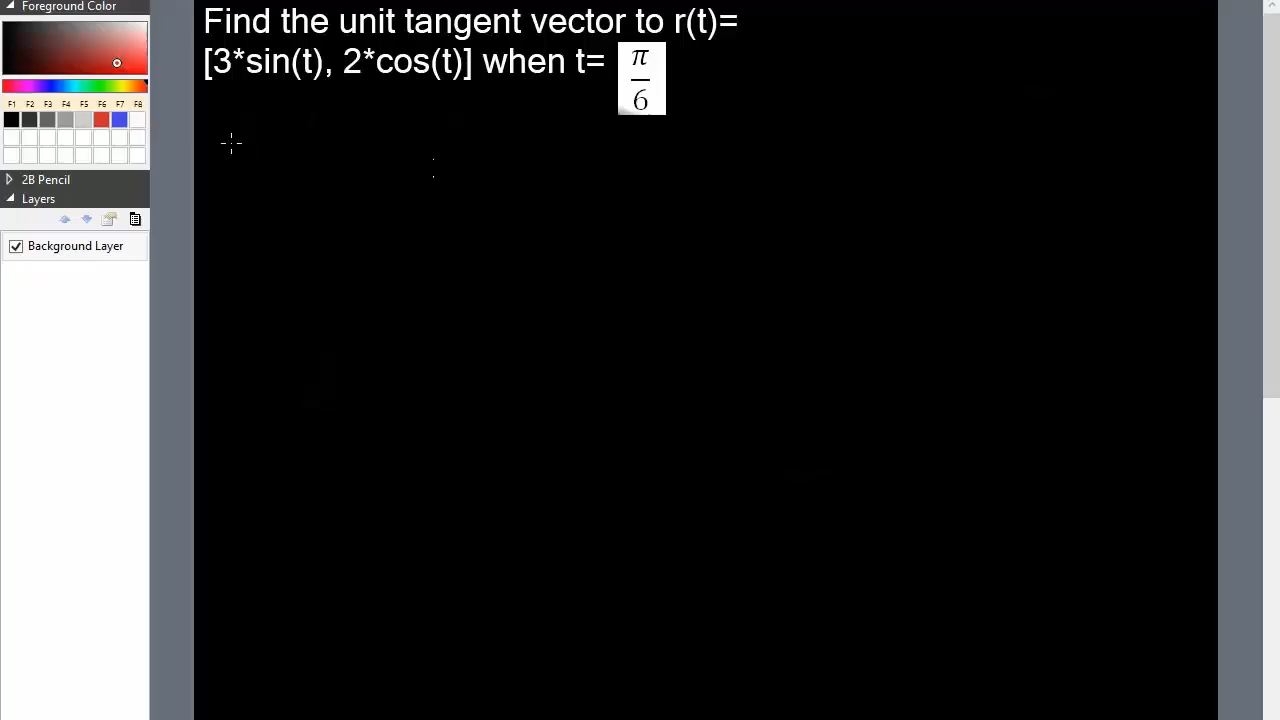 Foreground Color
F1 F2 F3 F4 F5 F6 F7 F8
2B Pencil
Layers
Background Layer
Find the unit tangent vector to r(t)=
[3*sin(t), 2*cos(t)] when t= π/6